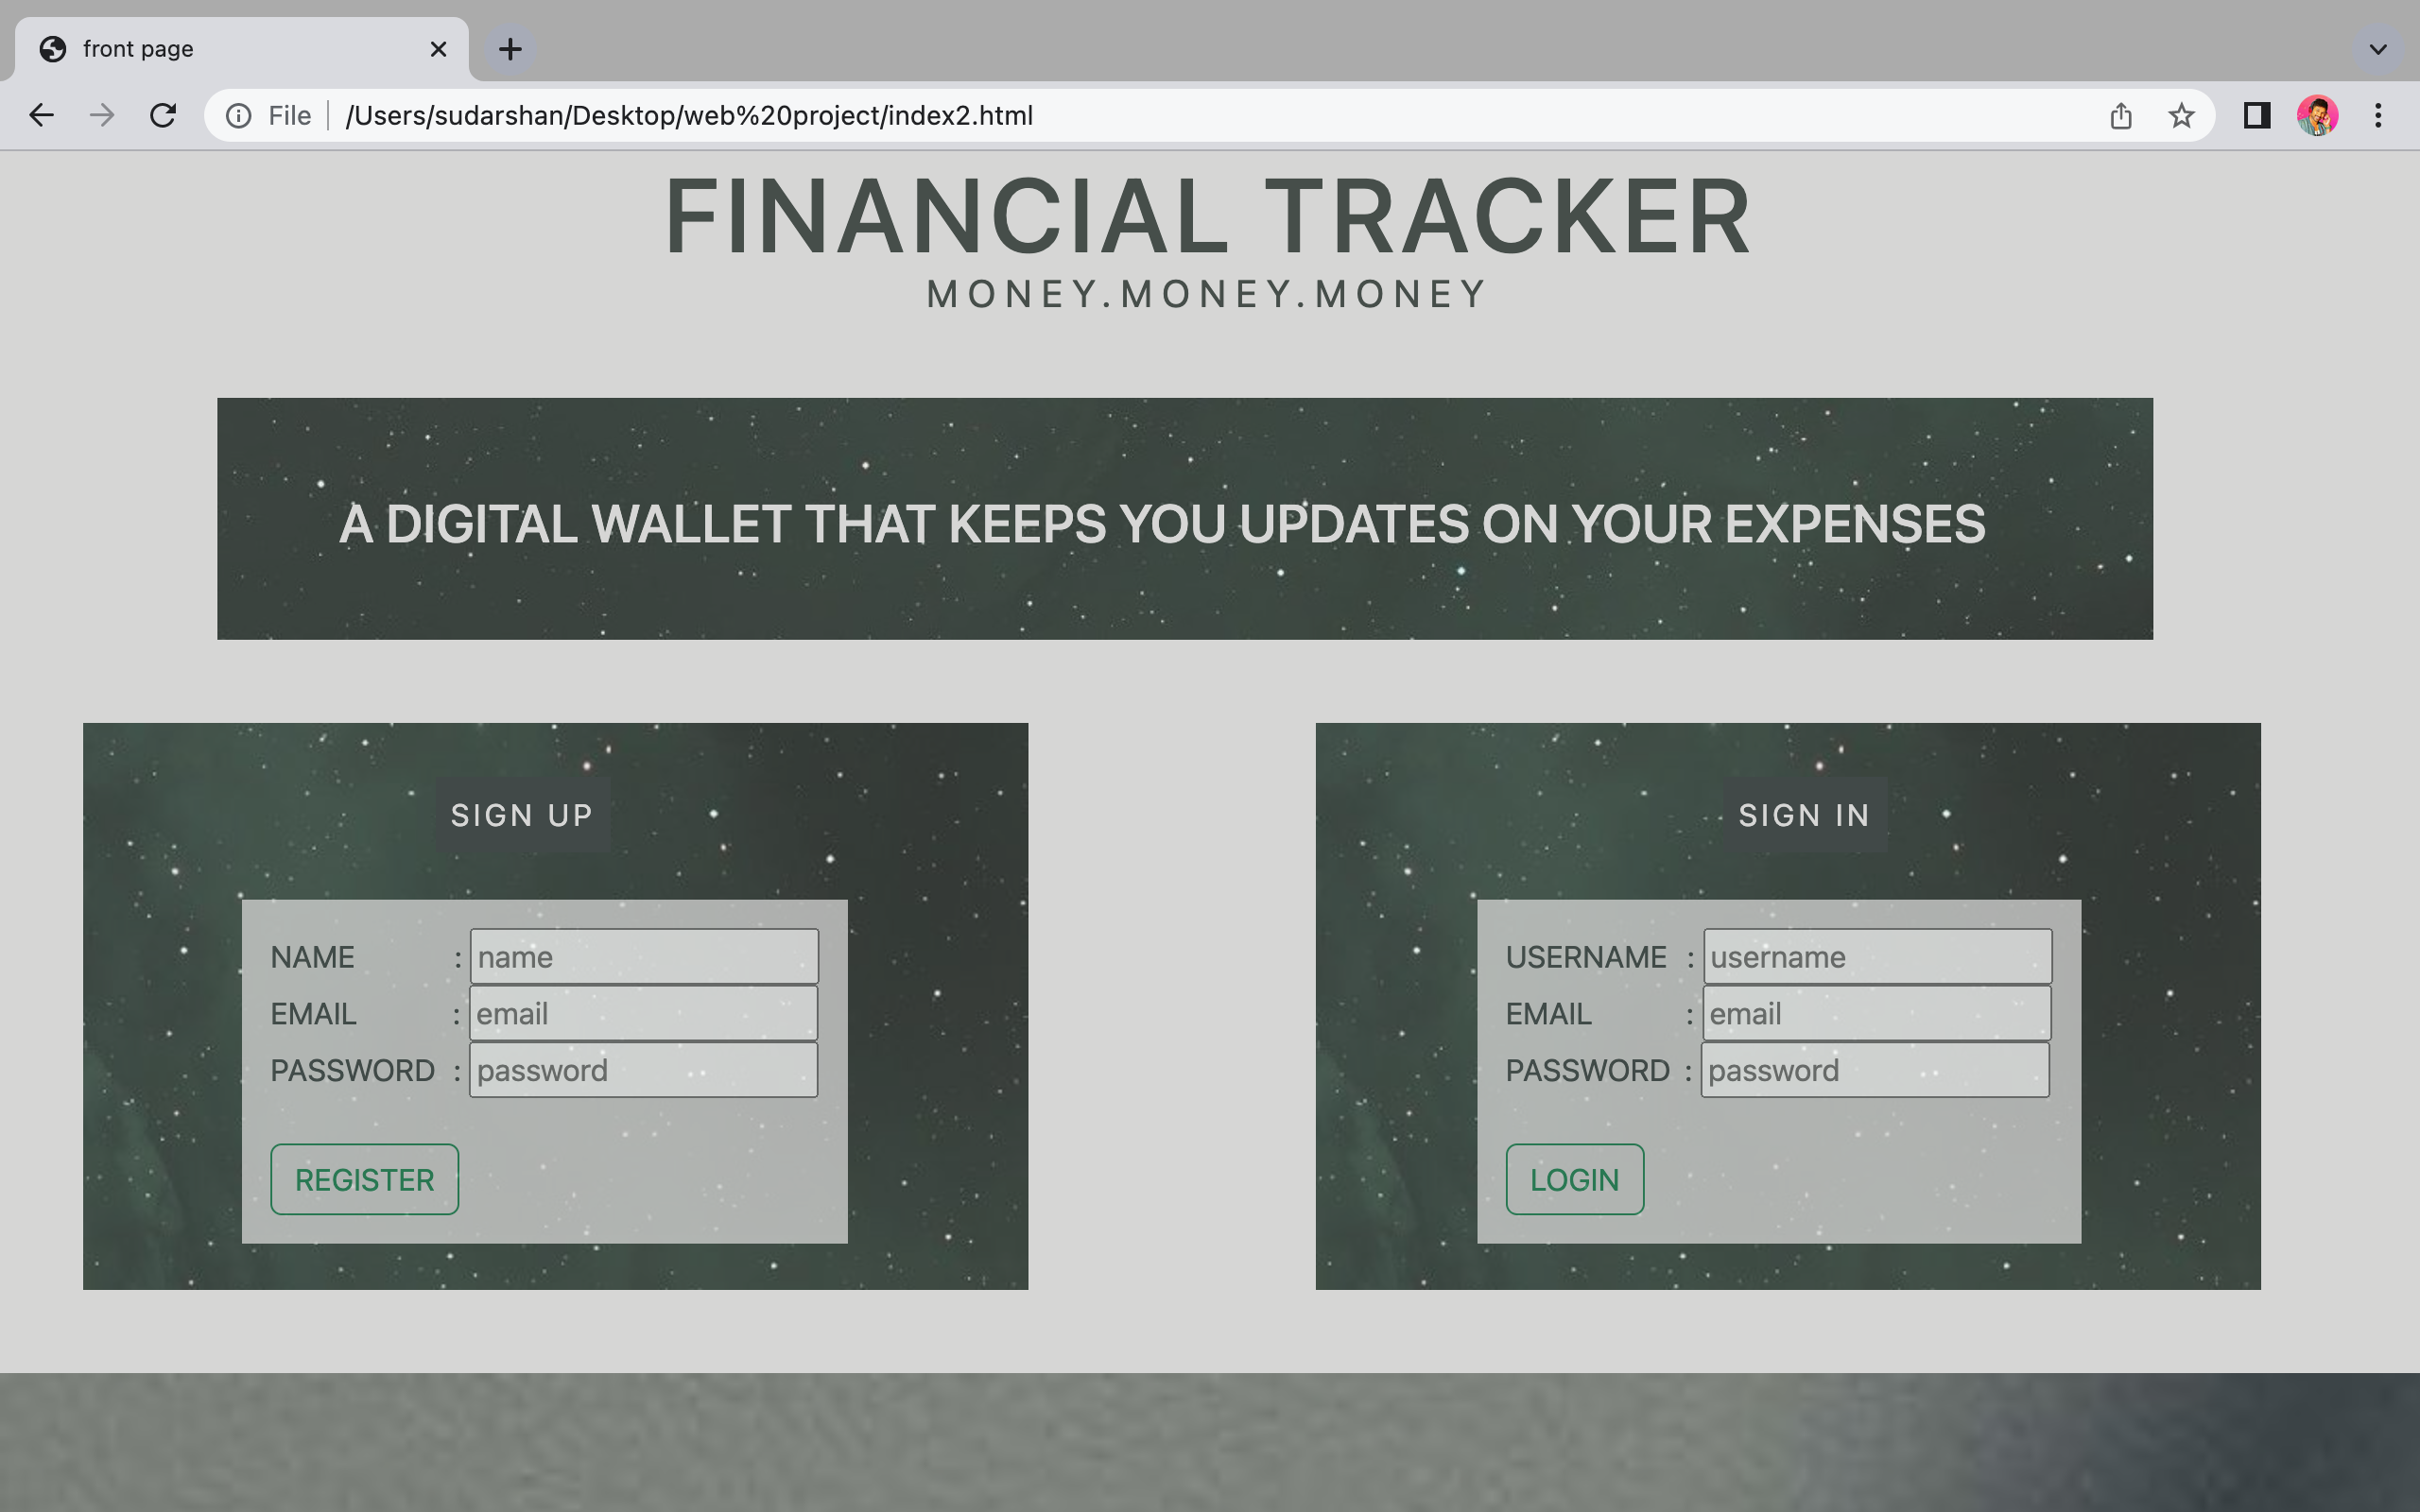 front page
File /Users/sudarshan/Desktop/web%20project/index2.html
FINANCIAL TRACKER
MONEY.MONEY.MONEY
A DIGITAL WALLET THAT KEEPS YOU UPDATES ON YOUR EXPENSES
SIGN UP
NAME : name
EMAIL : email
PASSWORD : password
REGISTER
SIGN IN
USERNAME : username
EMAIL : email
PASSWORD : password
LOGIN